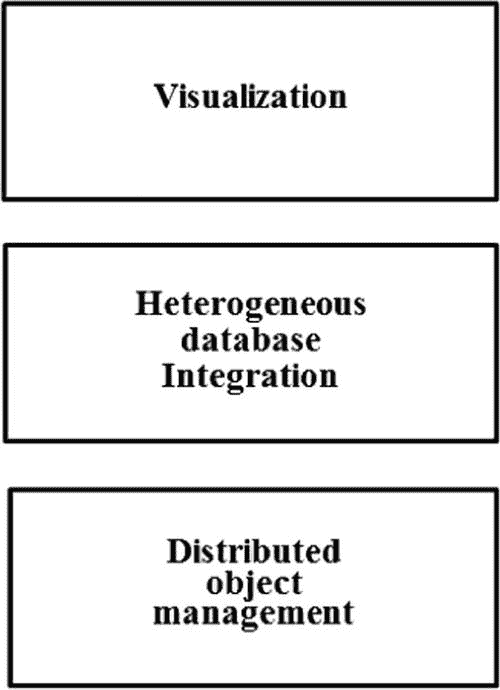 Visualization
Heterogeneous
database
Integration
Distributed
object
management